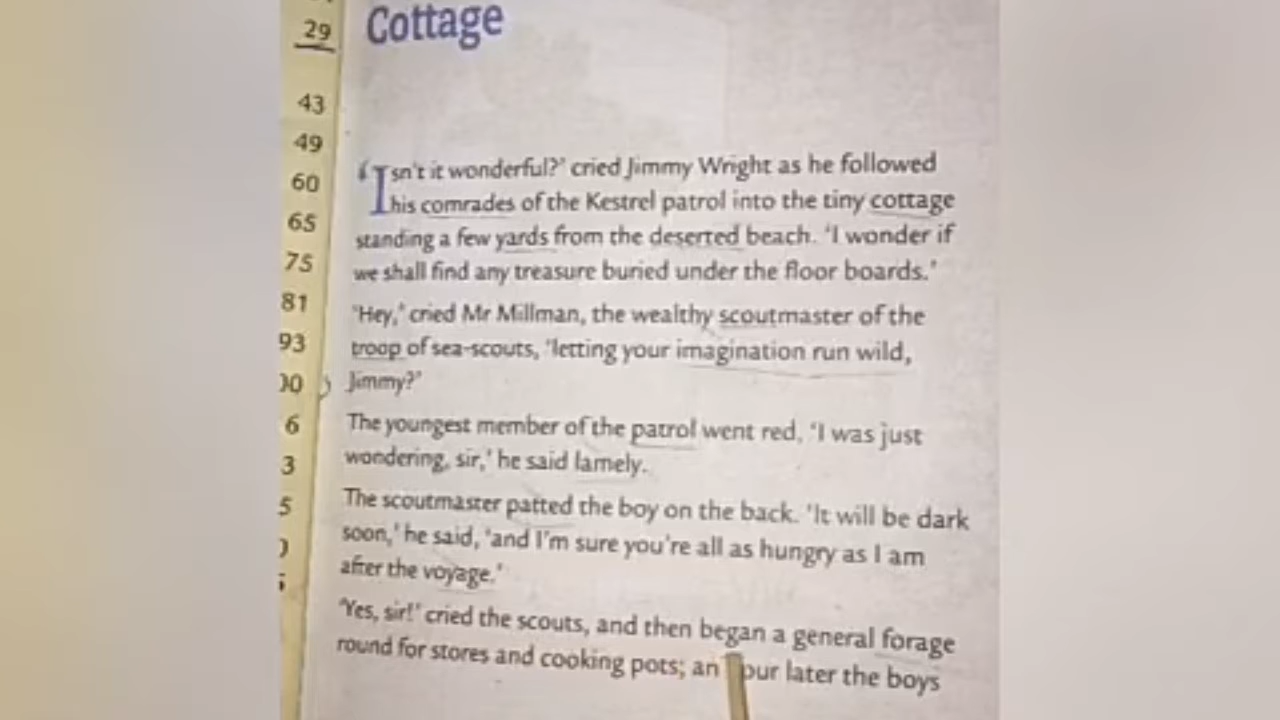 29
43
49
60
65
75
81
93
00
6
3
5
Cottage
'Isn't it wonderful?' cried Jimmy Wright as he followed
his comrades of the Kestrel patrol into the tiny cottage
standing a few yards from the deserted beach. 'I wonder if
we shall find any treasure buried under the floor boards.'
'Hey,' cried Mr Millman, the wealthy scoutmaster of the
troop of sea-scouts, 'letting your imagination run wild,
Jimmy?'
The youngest member of the patrol went red, 'I was just
wondering, sir,' he said lamely.
The scoutmaster patted the boy on the back. 'It will be dark
soon,' he said, 'and I'm sure you're all as hungry as I am
after the voyage.'
'Yes, sir!' cried the scouts, and then began a general forage
round for stores and cooking pots; an hour later the boys